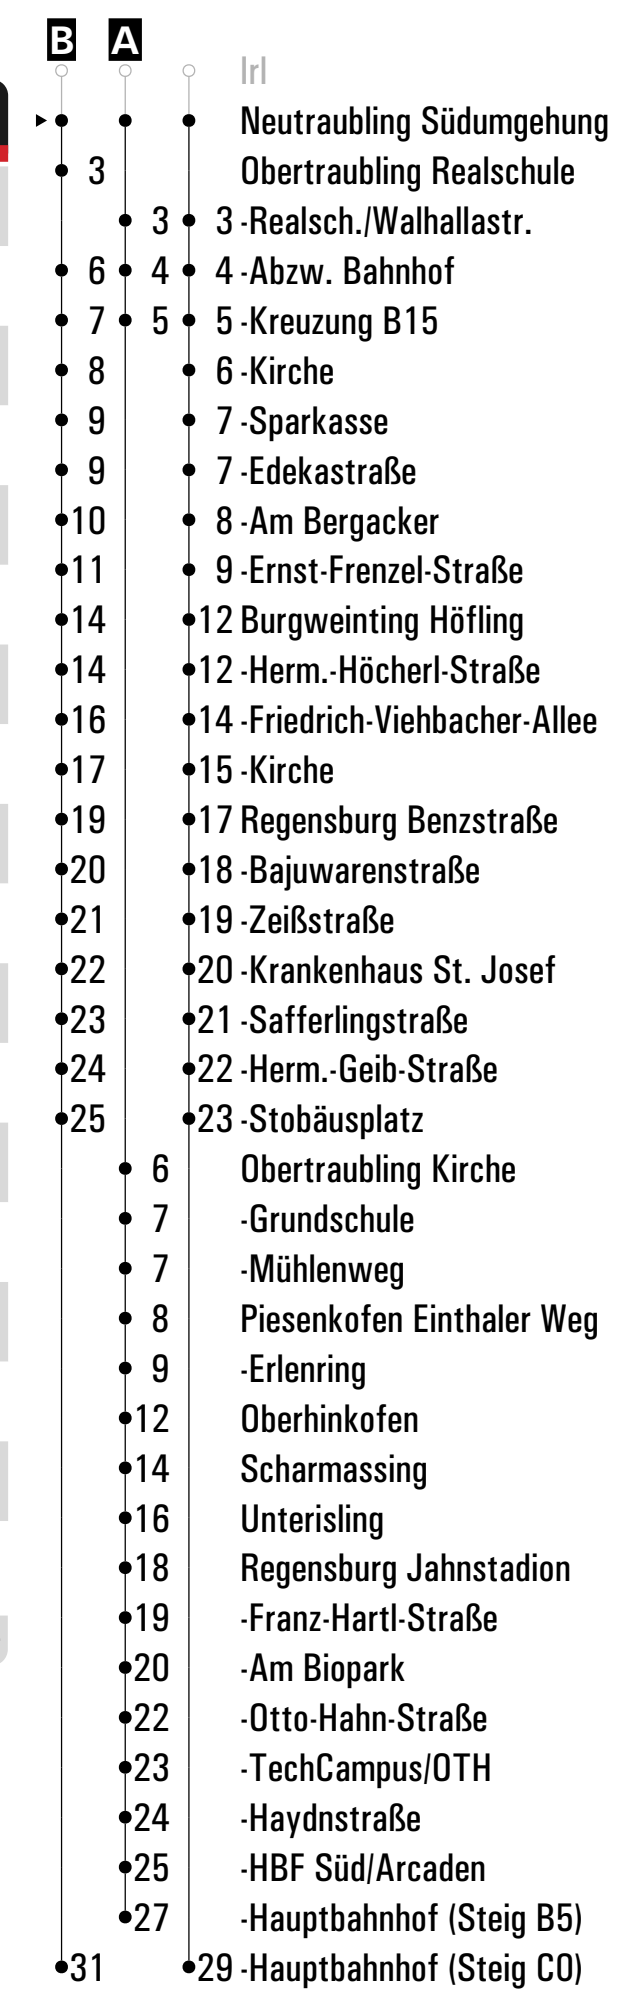 B A
Irl
Neutraubling Südumgehung
3 Obertraubling Realschule
3 3 -Realsch./Walhallastr.
6 4 4 -Abzw. Bahnhof
7 5 5 -Kreuzung B15
8 6 -Kirche
9 7 -Sparkasse
9 7 -Edekastraße
10 8 -Am Bergacker
11 9 -Ernst-Frenzel-Straße
14 12 Burgweinting Höfling
14 12 -Herm.-Höcherl-Straße
16 14 -Friedrich-Viehbacher-Allee
17 15 -Kirche
19 17 Regensburg Benzstraße
20 18 -Bajuwarenstraße
21 19 -Zeißstraße
22 20 -Krankenhaus St. Josef
23 21 -Safferlingstraße
24 22 -Herm.-Geib-Straße
25 23 -Stobäusplatz
6 Obertraubling Kirche
7 -Grundschule
7 -Mühlenweg
8 Piesenkofen Einthaler Weg
9 -Erlenring
12 Oberhinkofen
14 Scharmassing
16 Unterisling
18 Regensburg Jahnstadion
19 -Franz-Hartl-Straße
20 -Am Biopark
22 -Otto-Hahn-Straße
23 -TechCampus/OTH
24 -Haydnstraße
25 -HBF Süd/Arcaden
27 -Hauptbahnhof (Steig B5)
31 29 -Hauptbahnhof (Steig C0)